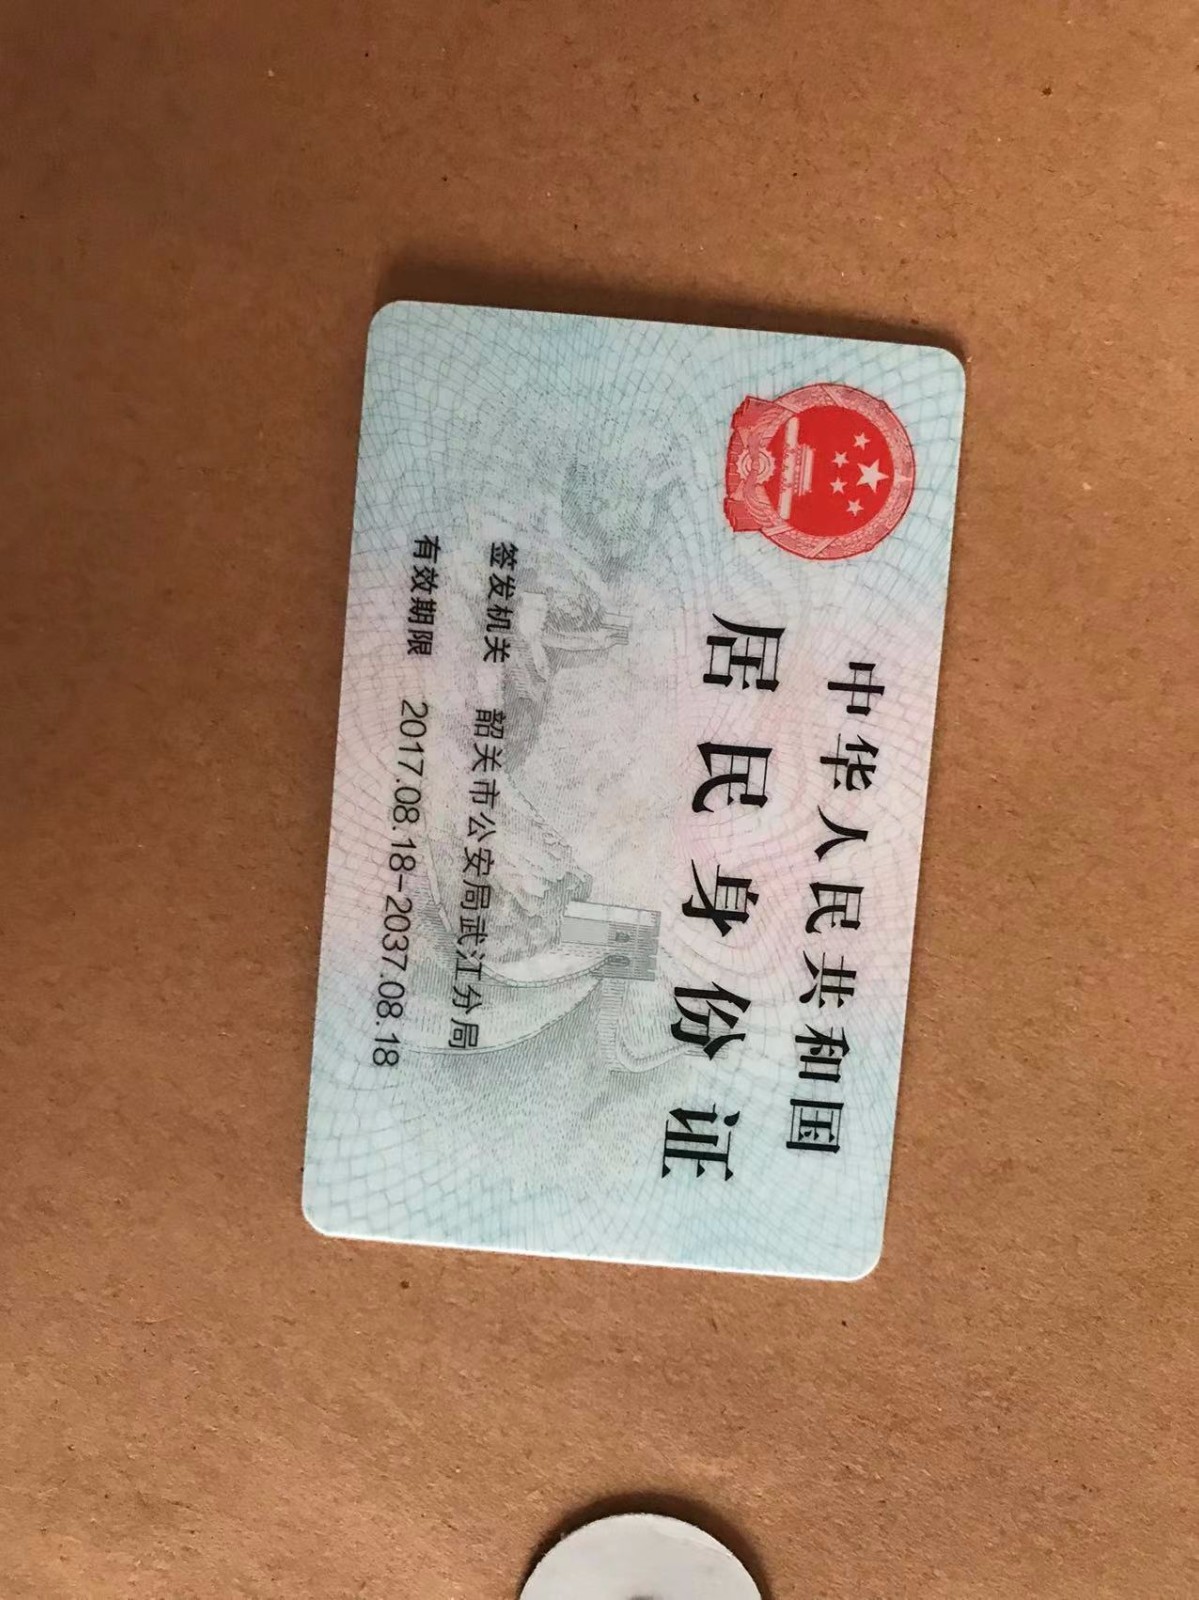 中华人民共和国
居民身份证
签发机关 韶关市公安局武江分局
有效期限 2017.08.18-2037.08.18